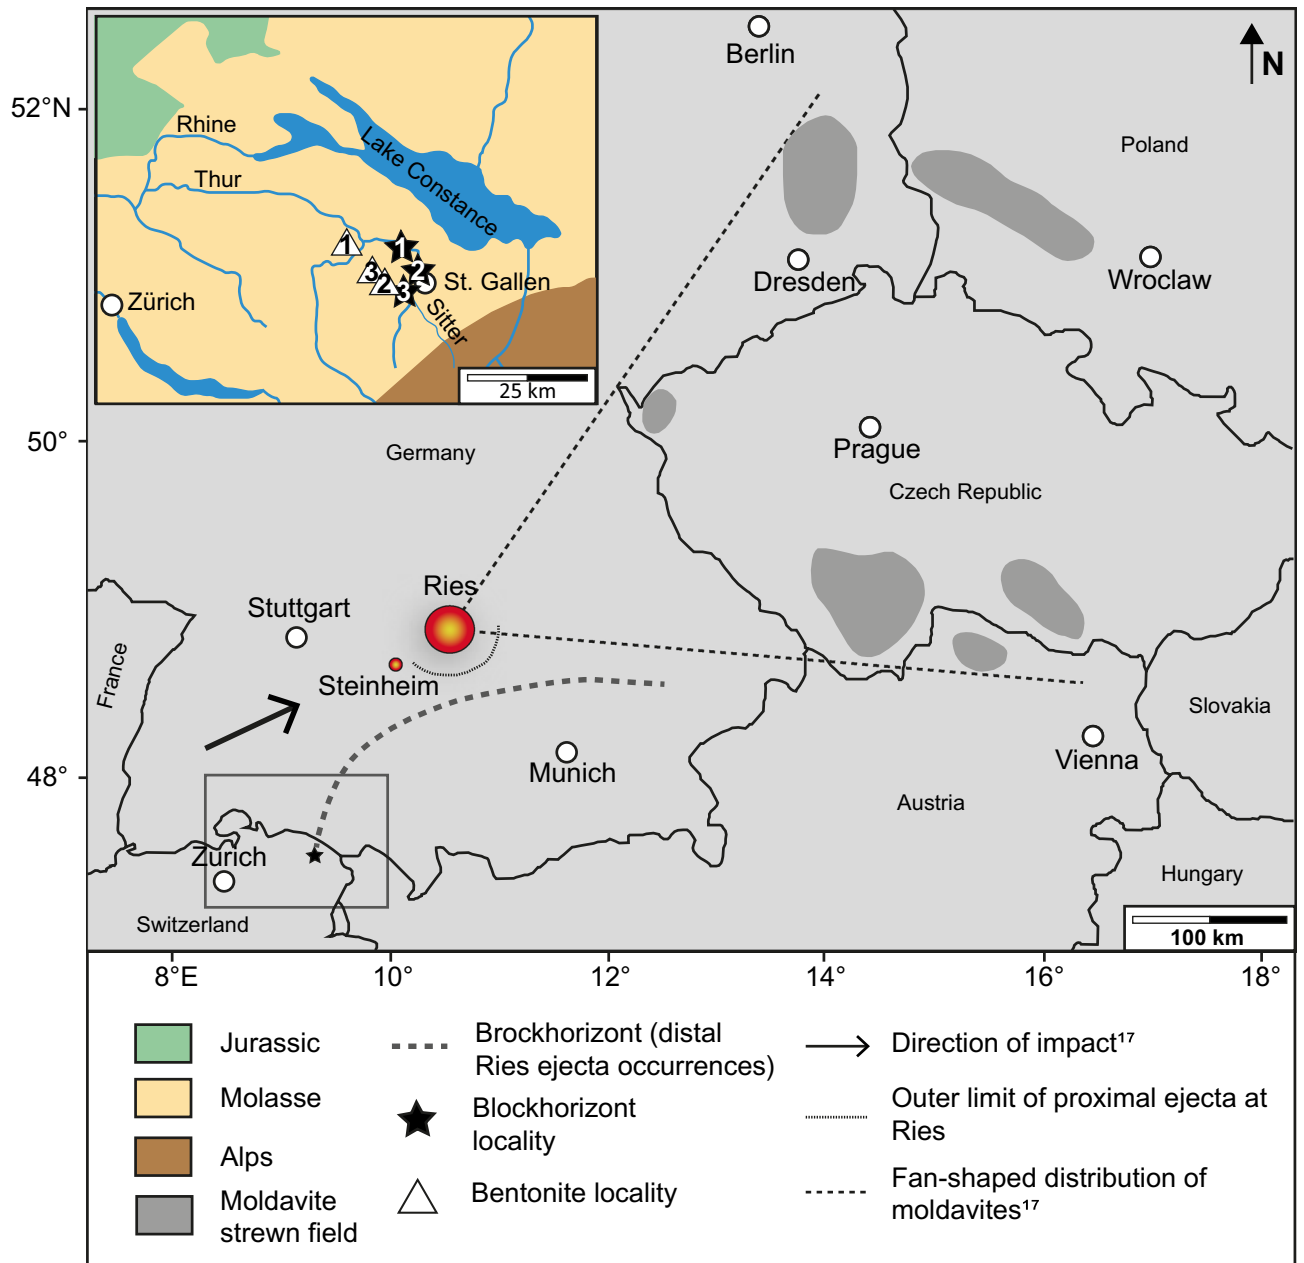 Berlin
N
52°N
Rhine
Poland
Thur
Lake Constance
1
1
3
2
2
3
St. Gallen
Dresden
Wroclaw
Zürich
Sitter
25 km
50°
Germany
Prague
Czech Republic
Ries
Stuttgart
France
Steinheim
Slovakia
Vienna
Munich
48°
Austria
Zürich
Hungary
Switzerland
100 km
8°E
10°
12°
14°
16°
18°
Jurassic
Molasse
Alps
Moldavite
strewn field
Brockhorizont (distal
Ries ejecta occurrences)
Blockhorizont
locality
Bentonite locality
Direction of impact¹⁷
Outer limit of proximal ejecta at
Ries
Fan-shaped distribution of
moldavites¹⁷